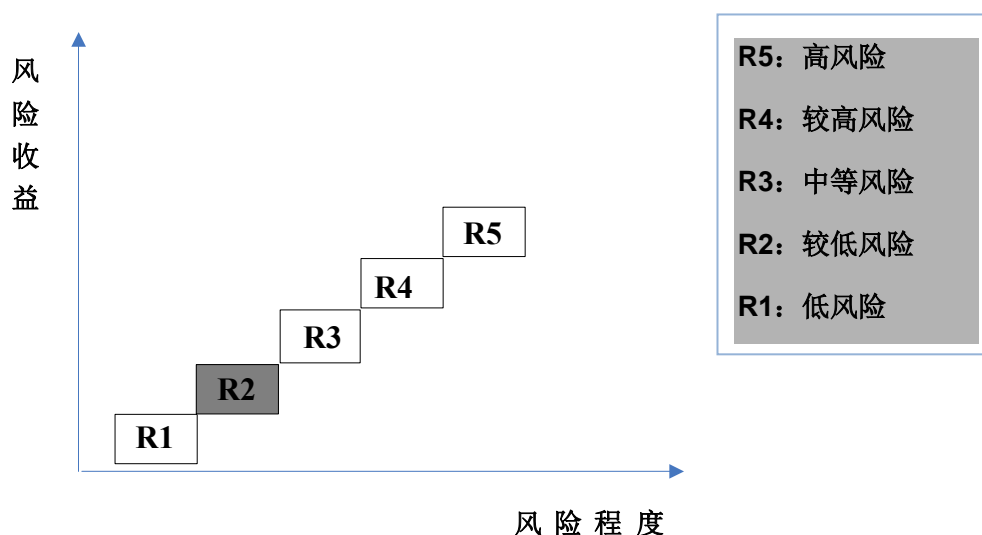 风险收益
R5
R4
R3
R2
R1
风险程度
R5：高风险
R4：较高风险
R3：中等风险
R2：较低风险
R1：低风险